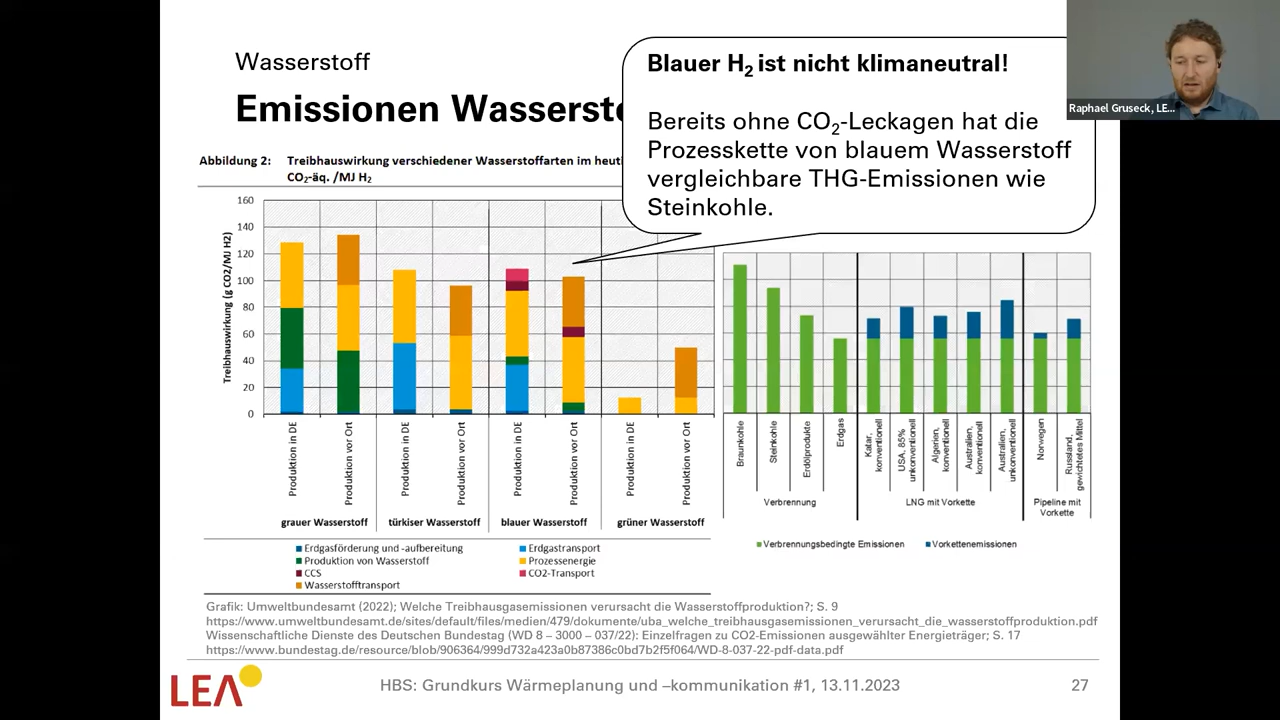 Wasserstoff
Emissionen Wassersto
Blauer H2 ist nicht klimaneutral!
Bereits ohne CO2-Leckagen hat die
Prozesskette von blauem Wasserstoff
vergleichbare THG-Emissionen wie
Steinkohle.
Raphael Gruseck, LE...
Abbildung 2: Treibhauswirkung verschiedener Wasserstoffarten im heuti
CO2-äq. /MJ H2
Treibhauswirkung (g CO2/MJ H2)
160
140
120
100
80
60
40
20
0
Produktion in DE
Produktion vor Ort
Produktion in DE
Produktion vor Ort
Produktion in DE
Produktion vor Ort
Produktion in DE
Produktion vor Ort
grauer Wasserstoff
türkiser Wasserstoff
blauer Wasserstoff
grüner Wasserstoff
Erdgasförderung und -aufbereitung
Erdgastransport
Produktion von Wasserstoff
Prozessenergie
CCS
CO2-Transport
Wasserstofftransport
Braunkohle
Steinkohle
Erdölprodukte
Erdgas
Katar, konventionell
USA, 85% unkonventionell
Algerien, konventionell
Australien, konventionell
Australien, unkonventionell
Norwegen
Russland, gewichtetes Mittel
Verbrennung
LNG mit Vorkette
Pipeline mit
Vorkette
Verbrennungsbedingte Emissionen
Vorkettenemissionen
Grafik: Umweltbundesamt (2022); Welche Treibhausgasemissionen verursacht die Wasserstoffproduktion?; S. 9
https://www.umweltbundesamt.de/sites/default/files/medien/479/dokumente/uba_welche_treibhausgasemissionen_verursacht_die_wasserstoffproduktion.pdf
Wissenschaftliche Dienste des Deutschen Bundestag (WD 8 – 3000 – 037/22): Einzelfragen zu CO2-Emissionen ausgewählter Energieträger; S. 17
https://www.bundestag.de/resource/blob/906364/999d732a423a0b87386c0bd7b2f5f064/WD-8-037-22-pdf-data.pdf
LEA
HBS: Grundkurs Wärmeplanung und –kommunikation #1, 13.11.2023
27